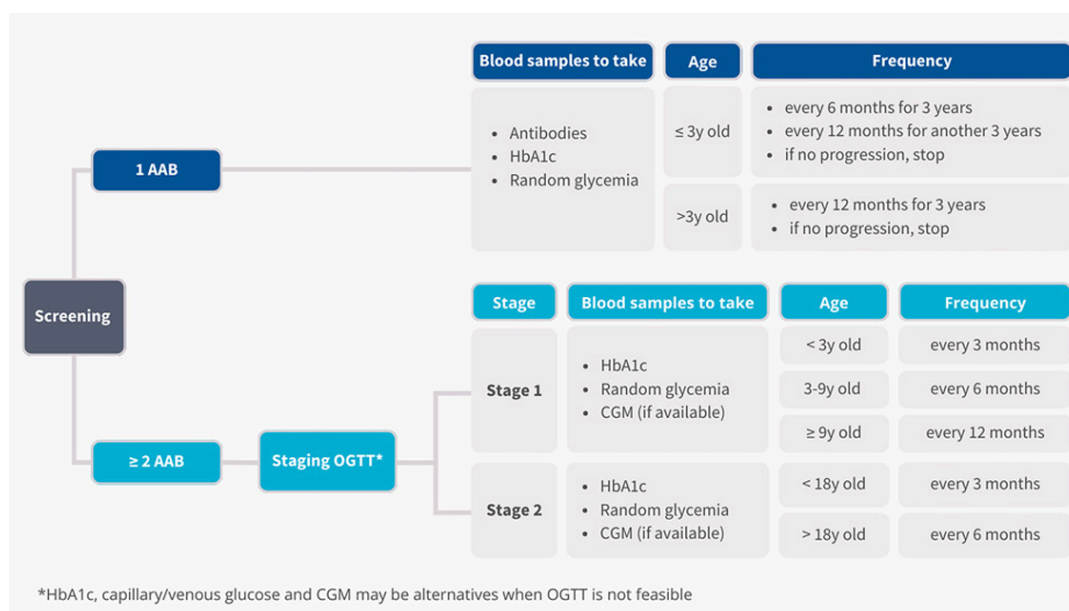 Blood samples to take Age Frequency
• Antibodies
• HbA1c
• Random glycemia
≤ 3y old
• every 6 months for 3 years
• every 12 months for another 3 years
• if no progression, stop
>3y old
• every 12 months for 3 years
• if no progression, stop
1 AAB
Screening
≥ 2 AAB
Staging OGTT*
Stage Blood samples to take Age Frequency
Stage 1
• HbA1c
• Random glycemia
• CGM (if available)
< 3y old every 3 months
3-9y old every 6 months
≥ 9y old every 12 months
Stage 2
• HbA1c
• Random glycemia
• CGM (if available)
< 18y old every 3 months
> 18y old every 6 months
*HbA1c, capillary/venous glucose and CGM may be alternatives when OGTT is not feasible